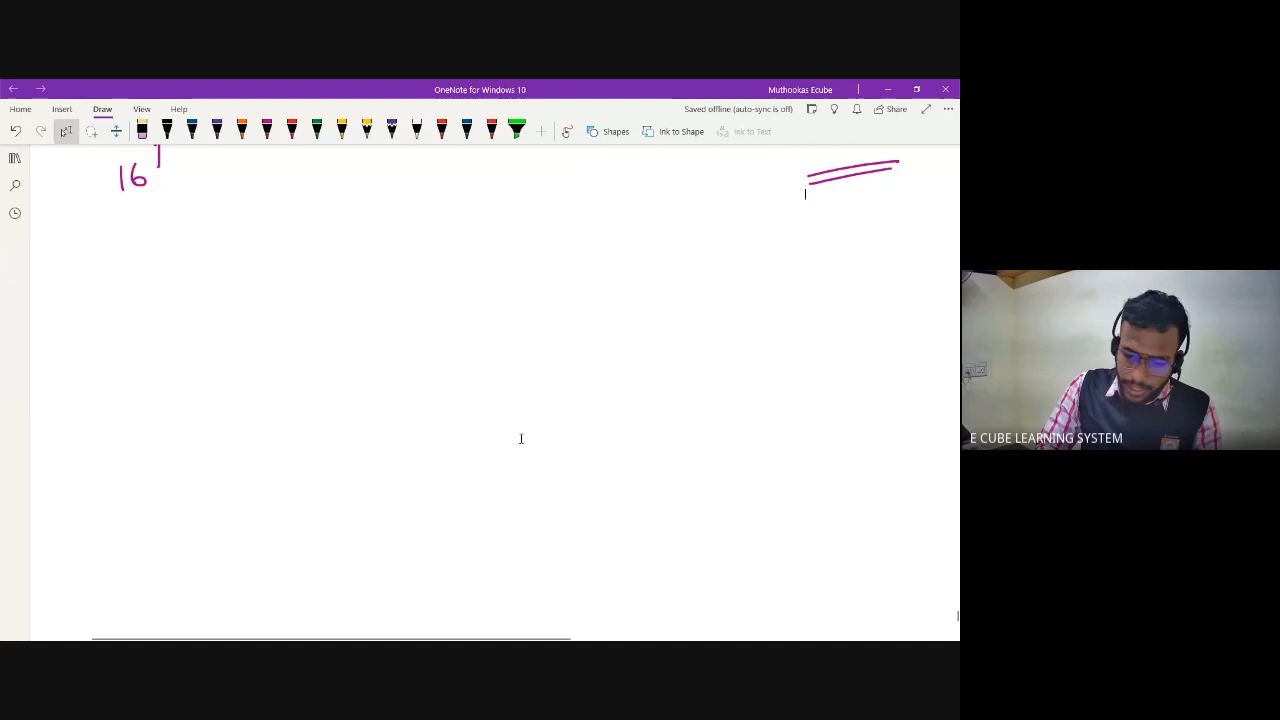 OneNote for Windows 10
Muthookas Ecube
Home Insert Draw View Help
Saved offline (auto-sync is off)
Share
Shapes
Ink to Shape
Ink to Text
16
E CUBE LEARNING SYSTEM